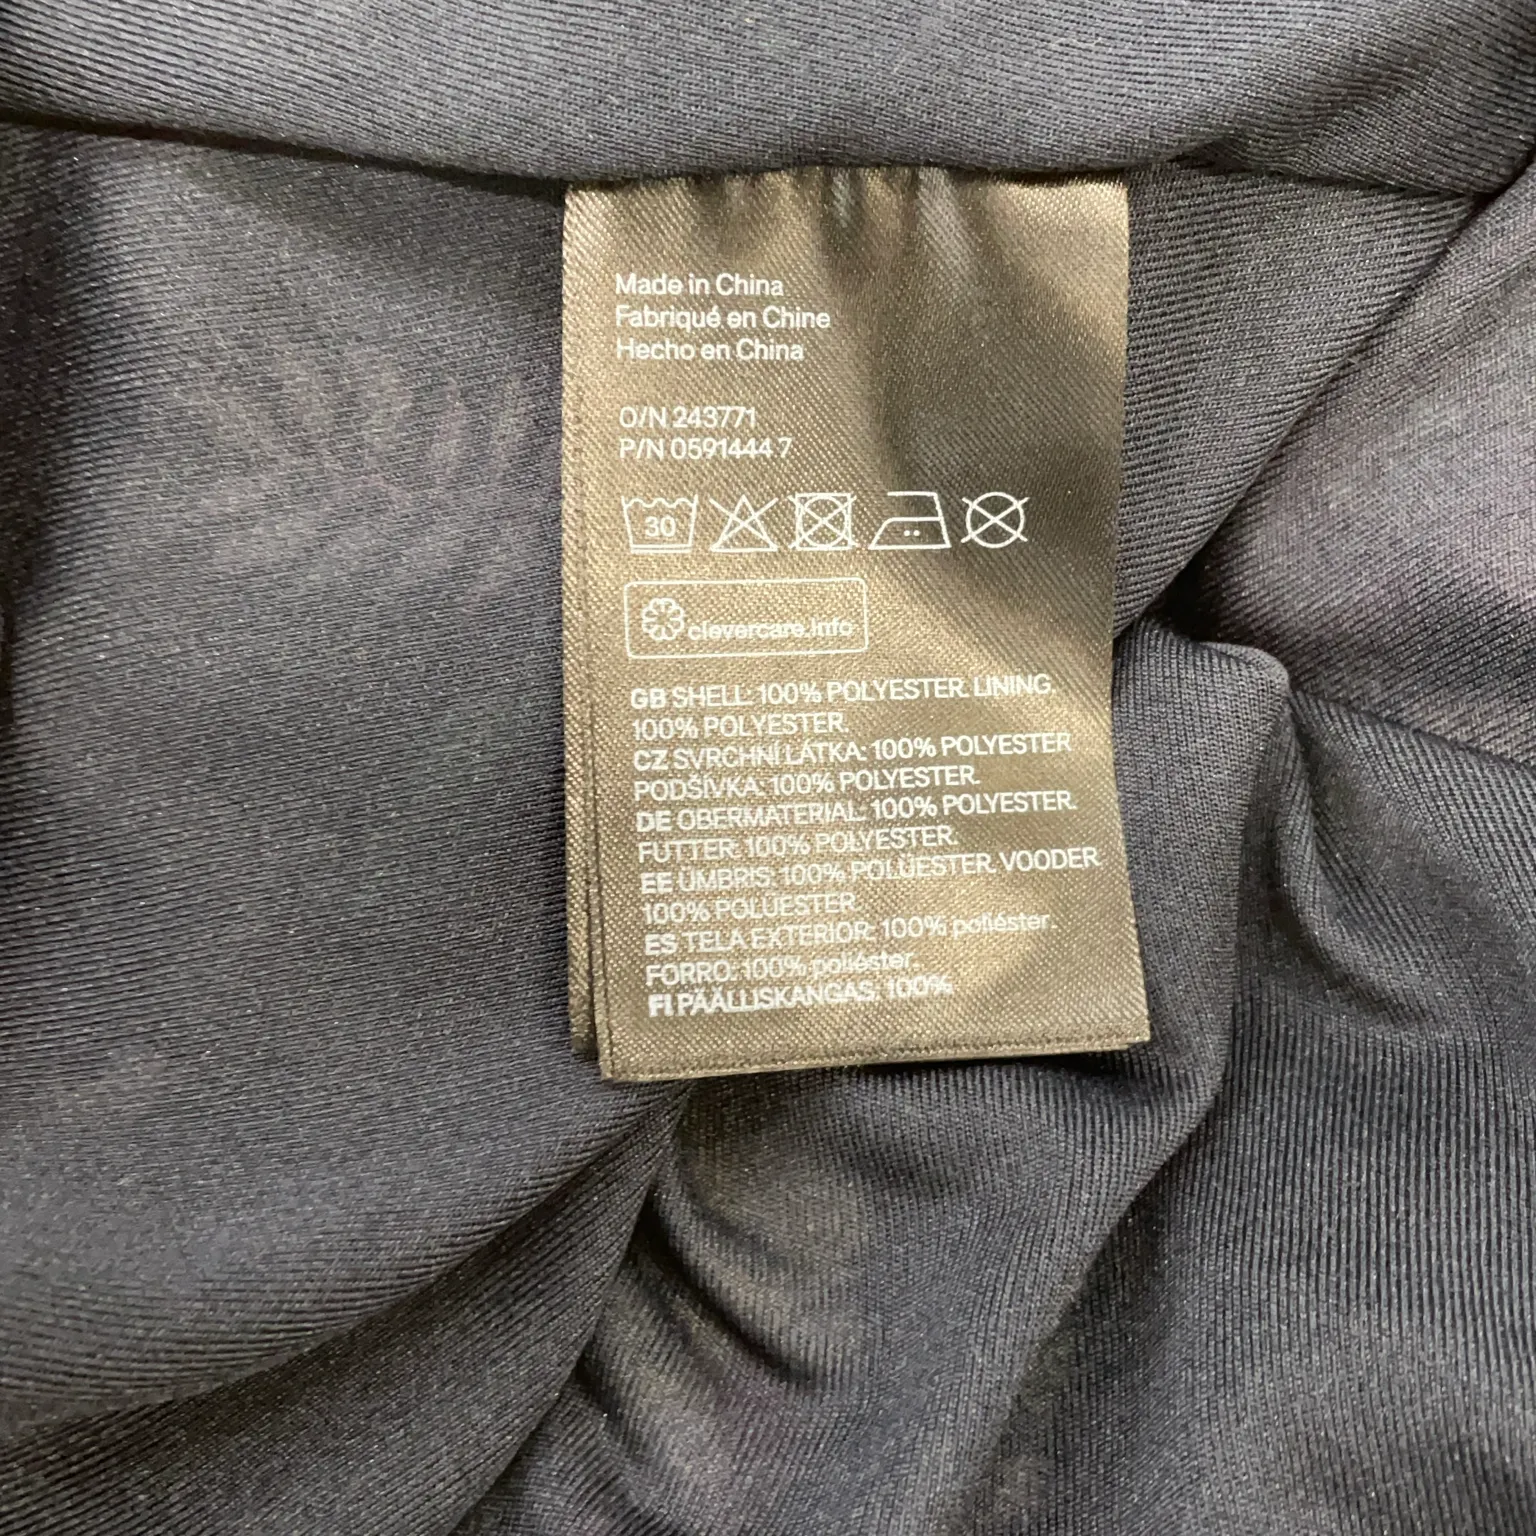 Made in China
Fabriqué en Chine
Hecho en China
O/N 243771
P/N 0591444 7
30
clevercare.info
GB SHELL: 100% POLYESTER. LINING:
100% POLYESTER.
CZ SVRCHNÍ LÁTKA: 100% POLYESTER
PODŠÍVKA: 100% POLYESTER.
DE OBERMATERIAL: 100% POLYESTER.
FUTTER: 100% POLYESTER.
EE ÜMBRIS: 100% POLÜESTER. VOODER
100% POLÜESTER.
ES TELA EXTERIOR: 100% poliéster.
FORRO: 100% poliéster.
FI PÄÄLLISKANGAS: 100%